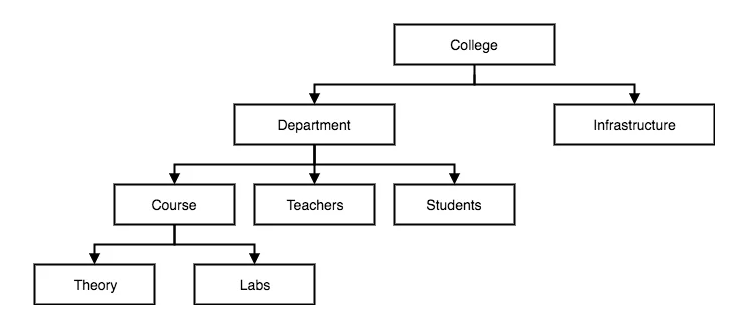 College
Department
Infrastructure
Course
Teachers
Students
Theory
Labs